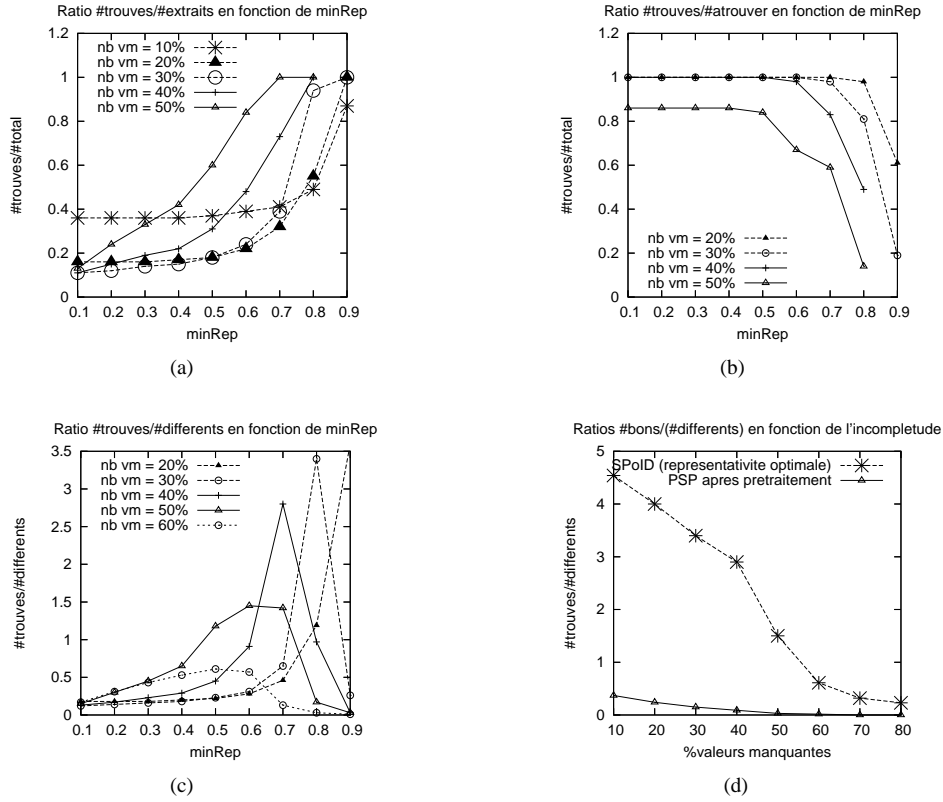 Ratio #trouves/#extraits en fonction de minRep
#trouves/#total
1.2
1
0.8
0.6
0.4
0.2
0
nb vm = 10%
nb vm = 20%
nb vm = 30%
nb vm = 40%
nb vm = 50%
0.1 0.2 0.3 0.4 0.5 0.6 0.7 0.8 0.9
minRep
(a)
Ratio #trouves/#atrouver en fonction de minRep
#trouves/#total
1.2
1
0.8
0.6
0.4
0.2
0
nb vm = 20%
nb vm = 30%
nb vm = 40%
nb vm = 50%
0.1 0.2 0.3 0.4 0.5 0.6 0.7 0.8 0.9
minRep
(b)
Ratio #trouves/#differents en fonction de minRep
#trouves/#differents
3.5
3
2.5
2
1.5
1
0.5
0
nb vm = 20%
nb vm = 30%
nb vm = 40%
nb vm = 50%
nb vm = 60%
0.1 0.2 0.3 0.4 0.5 0.6 0.7 0.8 0.9
minRep
(c)
Ratios #bons/(#differents) en fonction de l'incompletude
#trouves/#differents
5
4
3
2
1
0
SPoID (representativite optimale)
PSP apres pretraitement
10 20 30 40 50 60 70 80
%valeurs manquantes
(d)